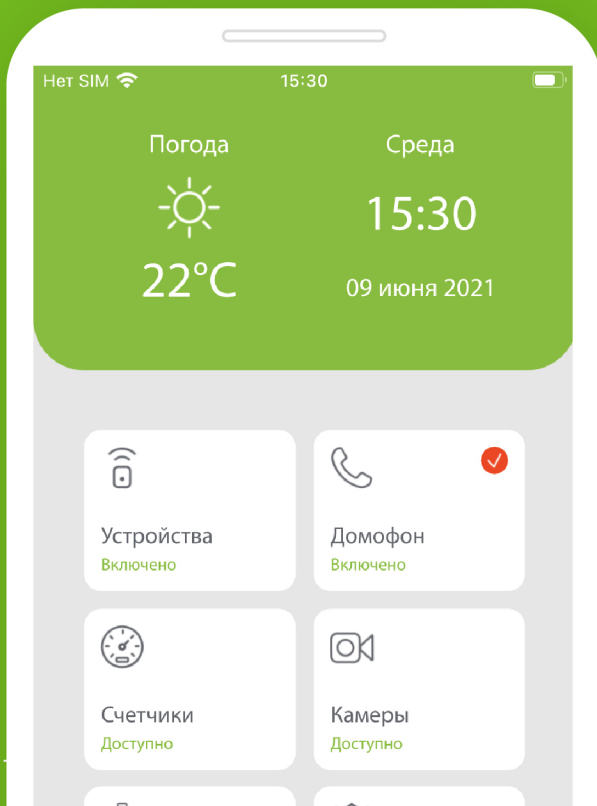 Нет SIM 15:30
Погода Среда
22°C 15:30
09 июня 2021
Устройства Домофон
Включено Включено
Счетчики Камеры
Доступно Доступно